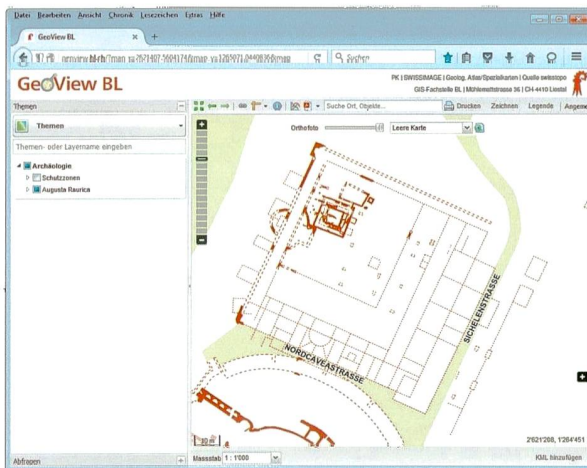 Datei Bearbeiten Ansicht Chronik Lesezeichen Extras Hilfe
GeoView BL
Suchen
GeoView BL
PK | SWISSIMAGE | Geolog. Atlas/Spezialkarten | Quelle swisstopo
GIS-Fachstelle BL | Mühlemattstrasse 36 | CH-4410 Liestal
Themen
Suche Ort, Objekte...
Drucken Zeichnen Legende
Themen
Orthofoto
Leere Karte
Themen- oder Layername eingeben
Archäologie
Schutzzonen
Augusta Raurica
SICHELENSTRASSE
NORDCAVEASTRASSE
10 m
2'621'208, 1'264'451
Abfragen
Massstab 1 : 1'000
KML hinzufügen